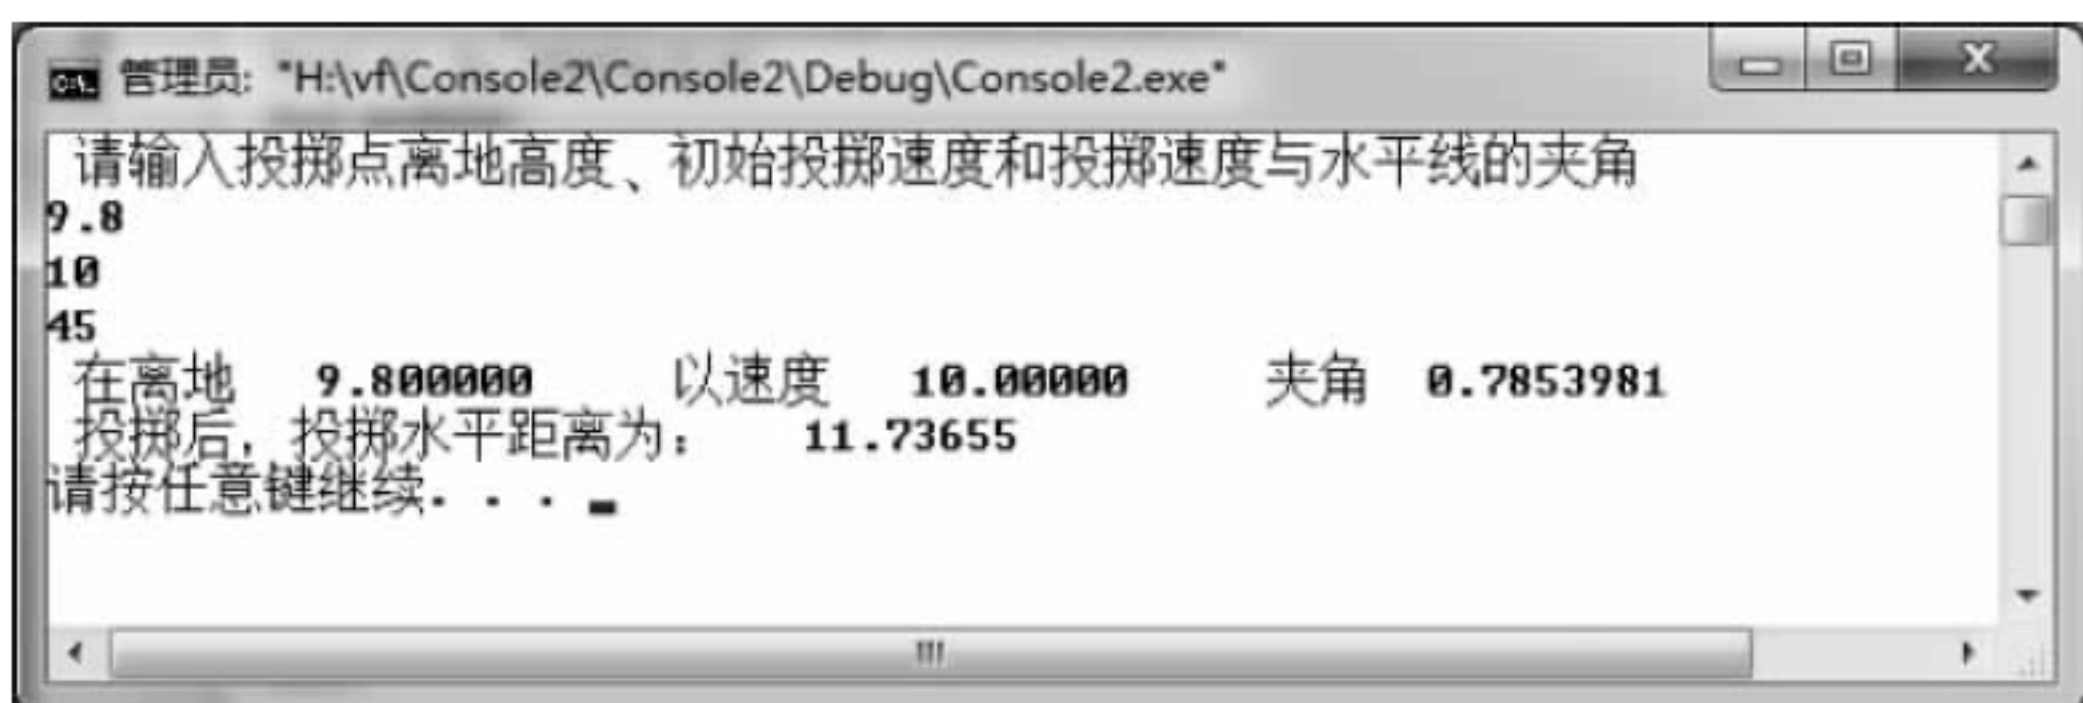 管理员: "H:\vf\Console2\Console2\Debug\Console2.exe"
请输入投掷点离地高度、初始投掷速度和投掷速度与水平线的夹角
9.8
10
45
在离地 9.800000 以速度 10.00000 夹角 0.7853981
投掷后，投掷水平距离为： 11.73655
请按任意键继续. . .